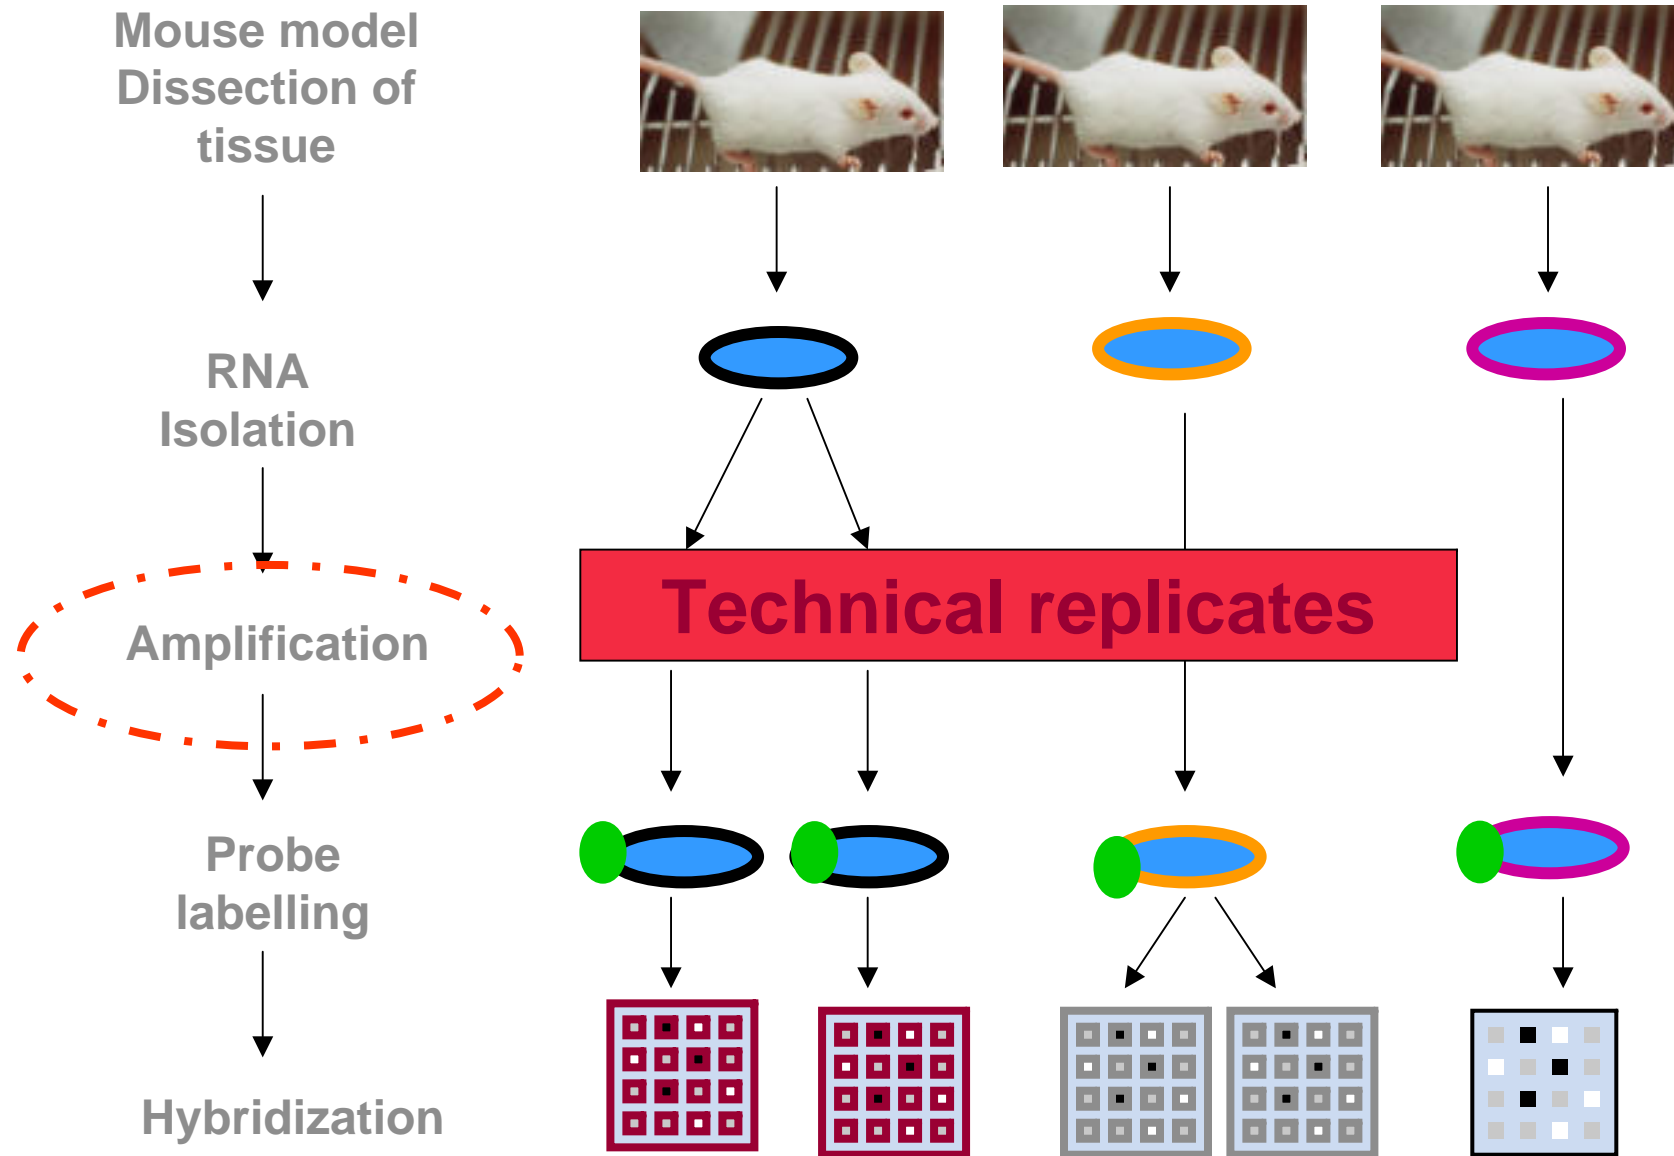 Mouse model
Dissection of
tissue
RNA
Isolation
Technical replicates
Amplification
Probe
labelling
Hybridization